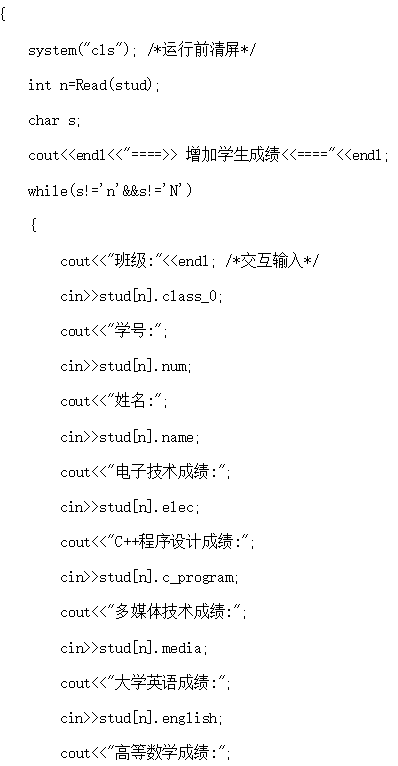 {
system("cls"); /*运行前清屏*/
int n=Read(stud);
char s;
cout<<endl<<"====>> 增加学生成绩<<===="<<endl;
while(s!='n'&&s!='N')
{
cout<<"班级:"<<endl; /*交互输入*/
cin>>stud[n].class_0;
cout<<"学号:";
cin>>stud[n].num;
cout<<"姓名:";
cin>>stud[n].name;
cout<<"电子技术成绩:";
cin>>stud[n].elec;
cout<<"C++程序设计成绩:";
cin>>stud[n].c_program;
cout<<"多媒体技术成绩:";
cin>>stud[n].media;
cout<<"大学英语成绩:";
cin>>stud[n].english;
cout<<"高等数学成绩:";